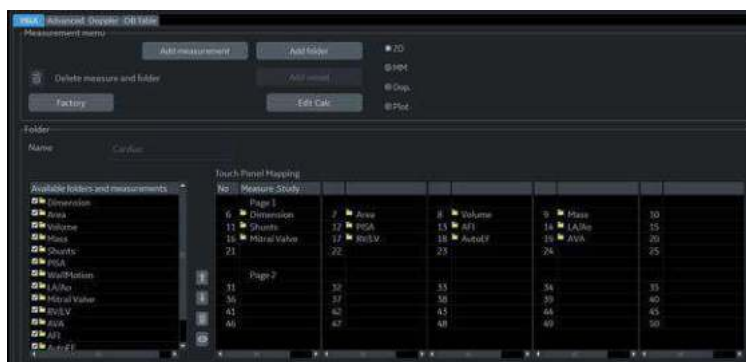 M&A Advanced Doppler OB Table
Measurement menu
Add measurement Add folder 2D
MM
Delete measure and folder Add vessel Dop.
Factory Edit Calc Plot
Folder
Name Cardiac
Touch Panel Mapping
Available folders and measurements No Measure Study
Dimension Page 1
Area 6 Dimension 7 Area 8 Volume 9 Mass 10
Volume 11 Shunts 12 PISA 13 AFI 14 LA/Ao 15
Mass 16 Mitral Valve 17 RV/LV 18 AutoEF 19 AVA 20
Shunts 21 22 23 24 25
PISA
WallMotion Page 2
LA/Ao 31 32 33 34 35
Mitral Valve 36 37 38 39 40
RV/LV 41 42 43 44 45
AVA 46 47 48 49 50
AFI
AutoEF